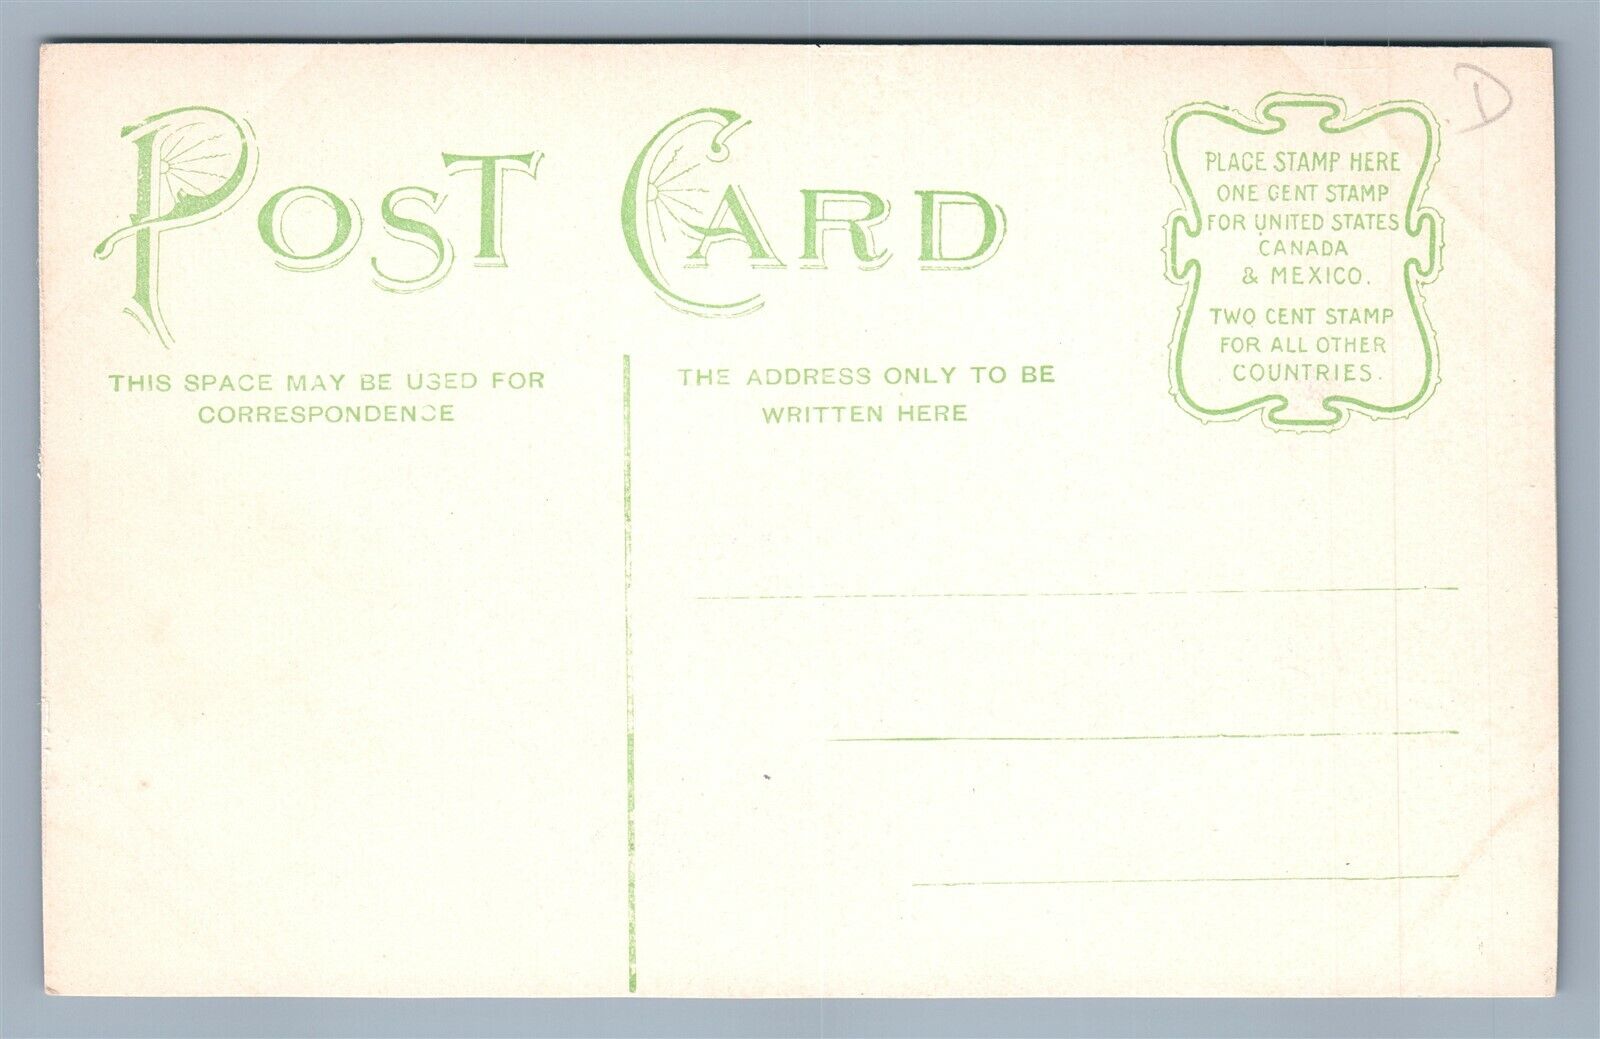 POST CARD
D
PLACE STAMP HERE
ONE CENT STAMP
FOR UNITED STATES
CANADA
& MEXICO.
TWO CENT STAMP
FOR ALL OTHER
COUNTRIES.
THIS SPACE MAY BE USED FOR
CORRESPONDENCE
THE ADDRESS ONLY TO BE
WRITTEN HERE